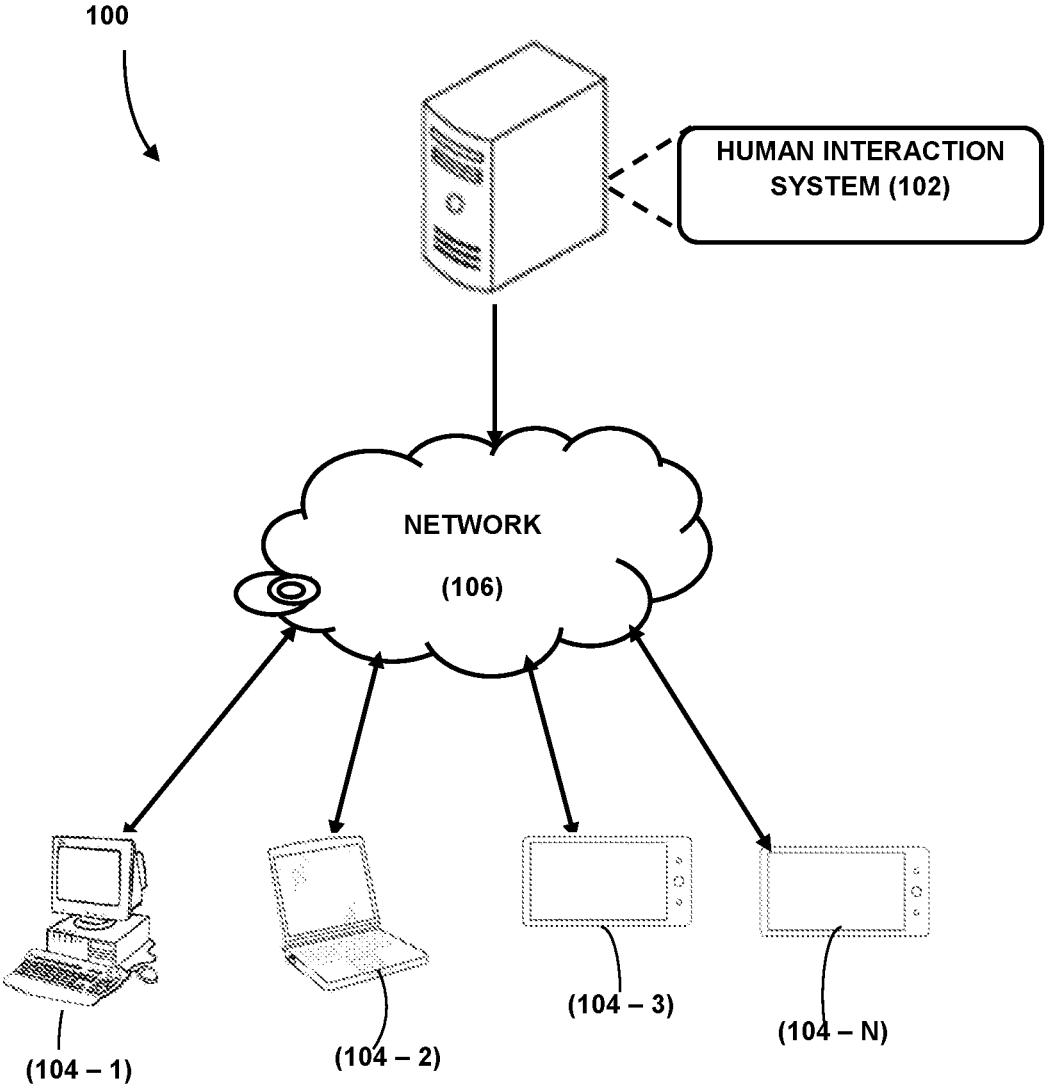 100
HUMAN INTERACTION
SYSTEM (102)
NETWORK
(106)
(104 – 1)
(104 – 2)
(104 – 3)
(104 – N)